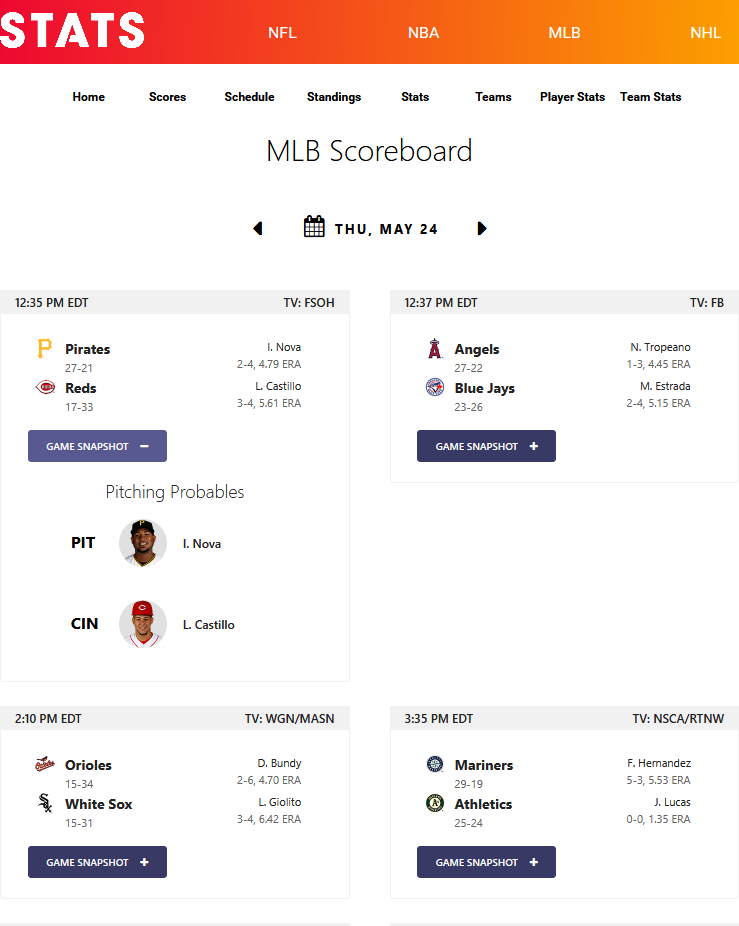 STATS
NFL NBA MLB NHL
Home Scores Schedule Standings Stats Teams Player Stats Team Stats
MLB Scoreboard
THU, MAY 24
12:35 PM EDT TV: FSOH
Pirates I. Nova
27-21 2-4, 4.79 ERA
Reds L. Castillo
17-33 3-4, 5.61 ERA
GAME SNAPSHOT
Pitching Probables
PIT I. Nova
CIN L. Castillo
12:37 PM EDT TV: FB
Angels N. Tropeano
27-22 1-3, 4.45 ERA
Blue Jays M. Estrada
23-26 2-4, 5.15 ERA
GAME SNAPSHOT +
2:10 PM EDT TV: WGN/MASN
Orioles D. Bundy
15-34 2-6, 4.70 ERA
White Sox L. Giolito
15-31 3-4, 6.42 ERA
GAME SNAPSHOT +
3:35 PM EDT TV: NSCA/RTNW
Mariners F. Hernandez
29-19 5-3, 5.53 ERA
Athletics J. Lucas
25-24 0-0, 1.35 ERA
GAME SNAPSHOT +